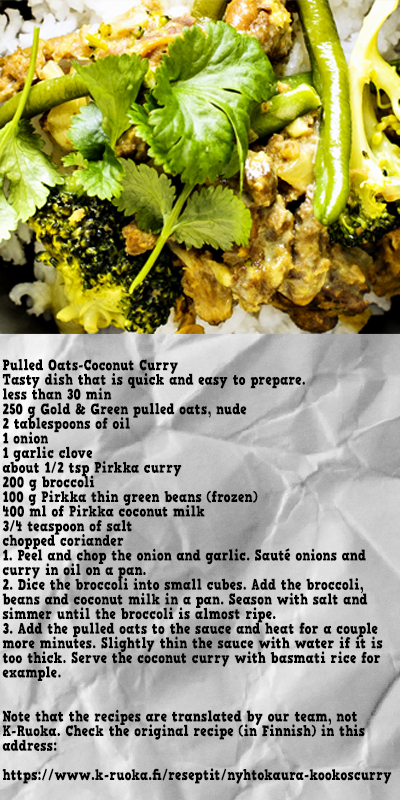 Pulled Oats-Coconut Curry
Tasty dish that is quick and easy to prepare.
less than 30 min
250 g Gold & Green pulled oats, nude
2 tablespoons of oil
1 onion
1 garlic clove
about 1/2 tsp Pirkka curry
200 g broccoli
100 g Pirkka thin green beans (frozen)
400 ml of Pirkka coconut milk
3/4 teaspoon of salt
chopped coriander
1. Peel and chop the onion and garlic. Sauté onions and
curry in oil on a pan.
2. Dice the broccoli into small cubes. Add the broccoli,
beans and coconut milk in a pan. Season with salt and
simmer until the broccoli is almost ripe.
3. Add the pulled oats to the sauce and heat for a couple
more minutes. Slightly thin the sauce with water if it is
too thick. Serve the coconut curry with basmati rice for
example.
Note that the recipes are translated by our team, not
K-Ruoka. Check the original recipe (in Finnish) in this
address:
https://www.k-ruoka.fi/reseptit/nyhtokaura-kookoscurry